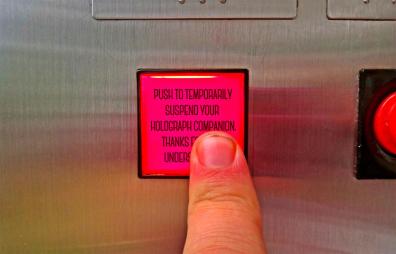 PUSH TO TEMPORARILY
SUSPEND YOUR
HOLOGRAPH COMPANION.
THANKS